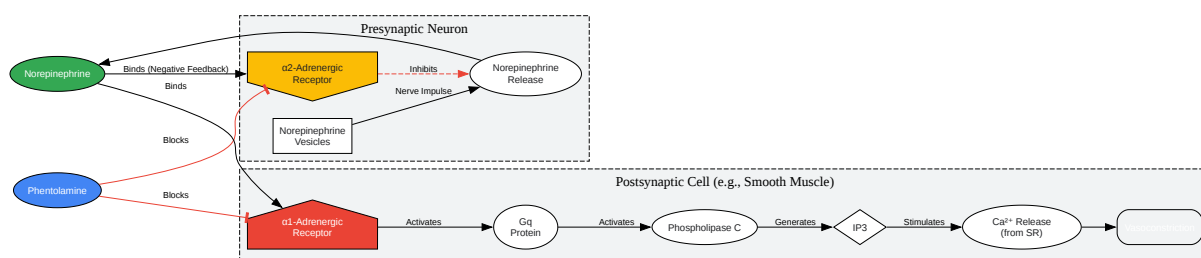 Presynaptic Neuron
Norepinephrine
Binds (Negative Feedback)
α2-Adrenergic
Receptor
Inhibits
Norepinephrine
Release
Binds
Nerve Impulse
Norepinephrine
Vesicles
Blocks
Phentolamine
Blocks
Postsynaptic Cell (e.g., Smooth Muscle)
α1-Adrenergic
Receptor
Activates
Gq
Protein
Activates
Phospholipase C
Generates
IP3
Stimulates
Ca²⁺ Release
(from SR)